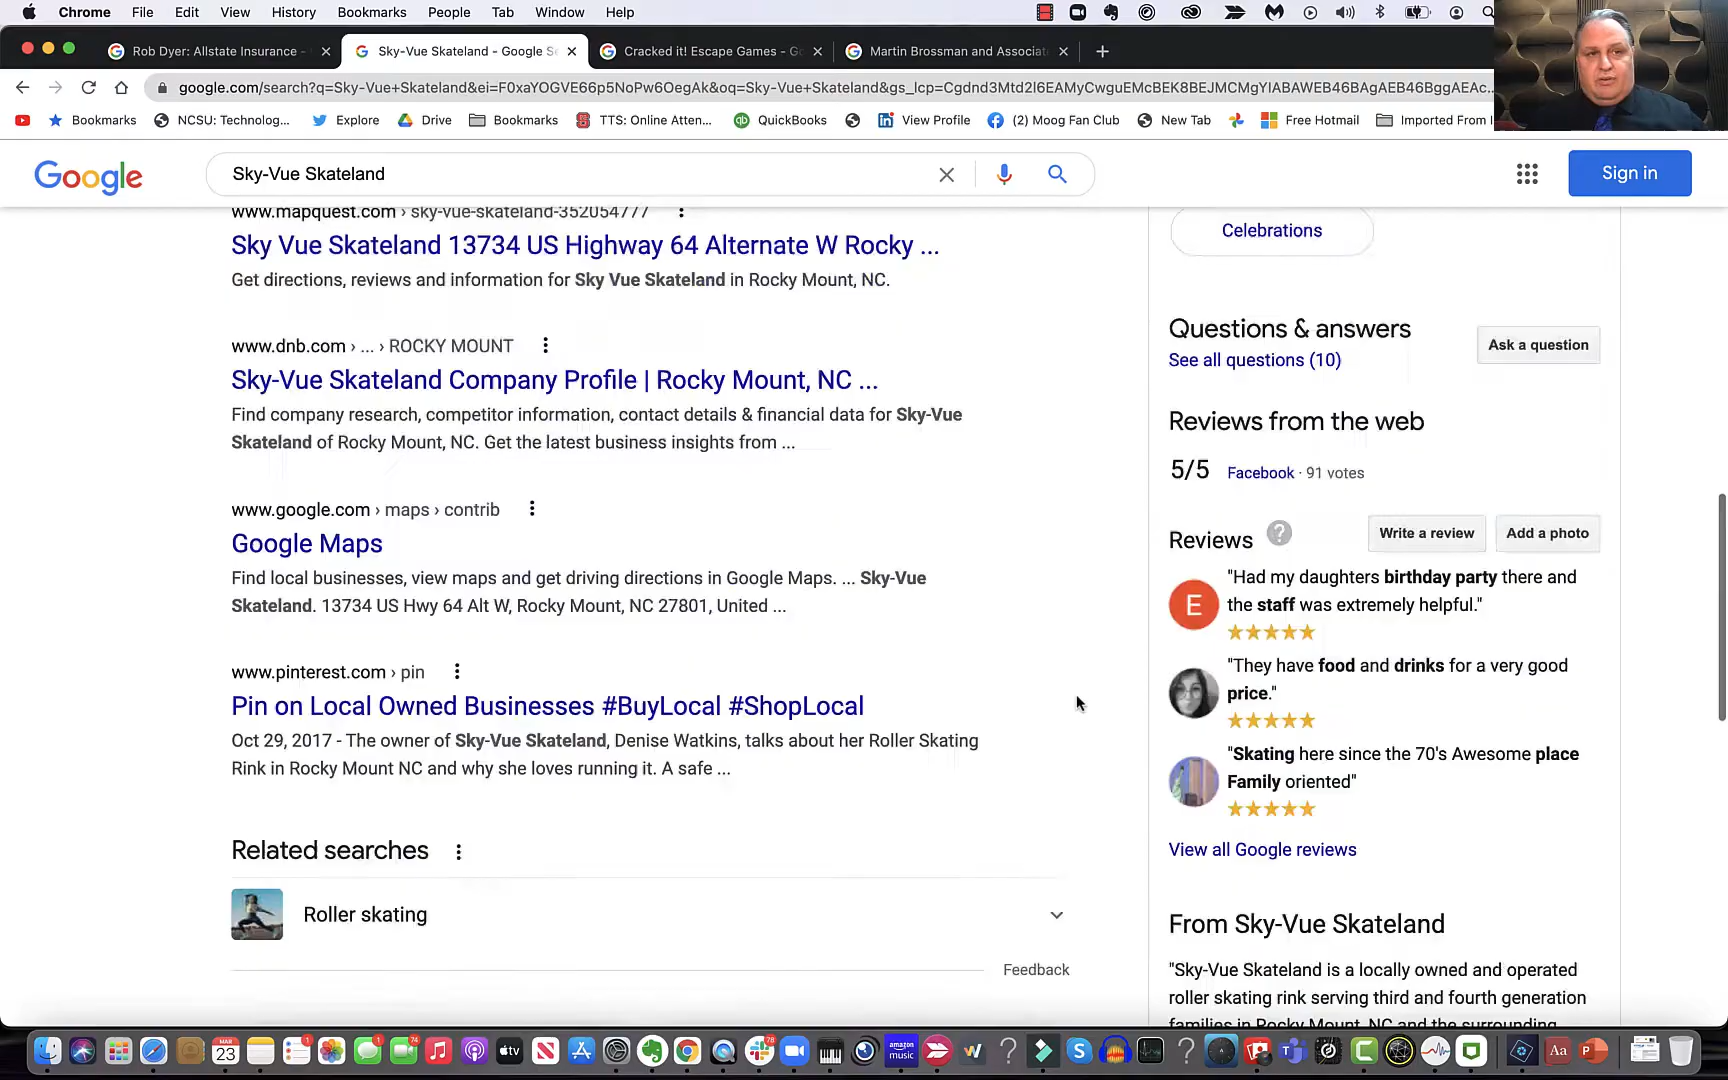 Chrome File Edit View History Bookmarks People Tab Window Help
Rob Dyer: Allstate Insurance -
Sky-Vue Skateland - Google Se
Cracked it! Escape Games - Go
Martin Brossman and Associat
google.com/search?q=Sky-Vue+Skateland&ei=F0xaYOGVE66p5NoPw6OegAk&oq=Sky-Vue+Skateland&gs_lcp=Cgdnd3Mtd2l6EAMyCwguEMcBEK8BEJMCMgYIABAWEB46BAgAEB46BggAEAc...
Bookmarks NCSU: Technolog... Explore Drive Bookmarks TTS: Online Atten... QuickBooks View Profile (2) Moog Fan Club New Tab Free Hotmail Imported From I
Google
Sky-Vue Skateland
Sign in
www.mapquest.com › sky-vue-skateland-352054777
Sky Vue Skateland 13734 US Highway 64 Alternate W Rocky ...
Get directions, reviews and information for Sky Vue Skateland in Rocky Mount, NC.
www.dnb.com › ... › ROCKY MOUNT
Sky-Vue Skateland Company Profile | Rocky Mount, NC ...
Find company research, competitor information, contact details & financial data for Sky-Vue
Skateland of Rocky Mount, NC. Get the latest business insights from ...
www.google.com › maps › contrib
Google Maps
Find local businesses, view maps and get driving directions in Google Maps. ... Sky-Vue
Skateland. 13734 US Hwy 64 Alt W, Rocky Mount, NC 27801, United ...
www.pinterest.com › pin
Pin on Local Owned Businesses #BuyLocal #ShopLocal
Oct 29, 2017 - The owner of Sky-Vue Skateland, Denise Watkins, talks about her Roller Skating
Rink in Rocky Mount NC and why she loves running it. A safe ...
Related searches
Roller skating
Feedback
Celebrations
Questions & answers
See all questions (10)
Ask a question
Reviews from the web
5/5 Facebook · 91 votes
Reviews ?
Write a review
Add a photo
E
"Had my daughters birthday party there and
the staff was extremely helpful."
"They have food and drinks for a very good
price."
"Skating here since the 70's Awesome place
Family oriented"
View all Google reviews
From Sky-Vue Skateland
"Sky-Vue Skateland is a locally owned and operated
roller skating rink serving third and fourth generation
families in Rocky Mount, NC and the surrounding
MAR
23
tv
amazon
music
Aa